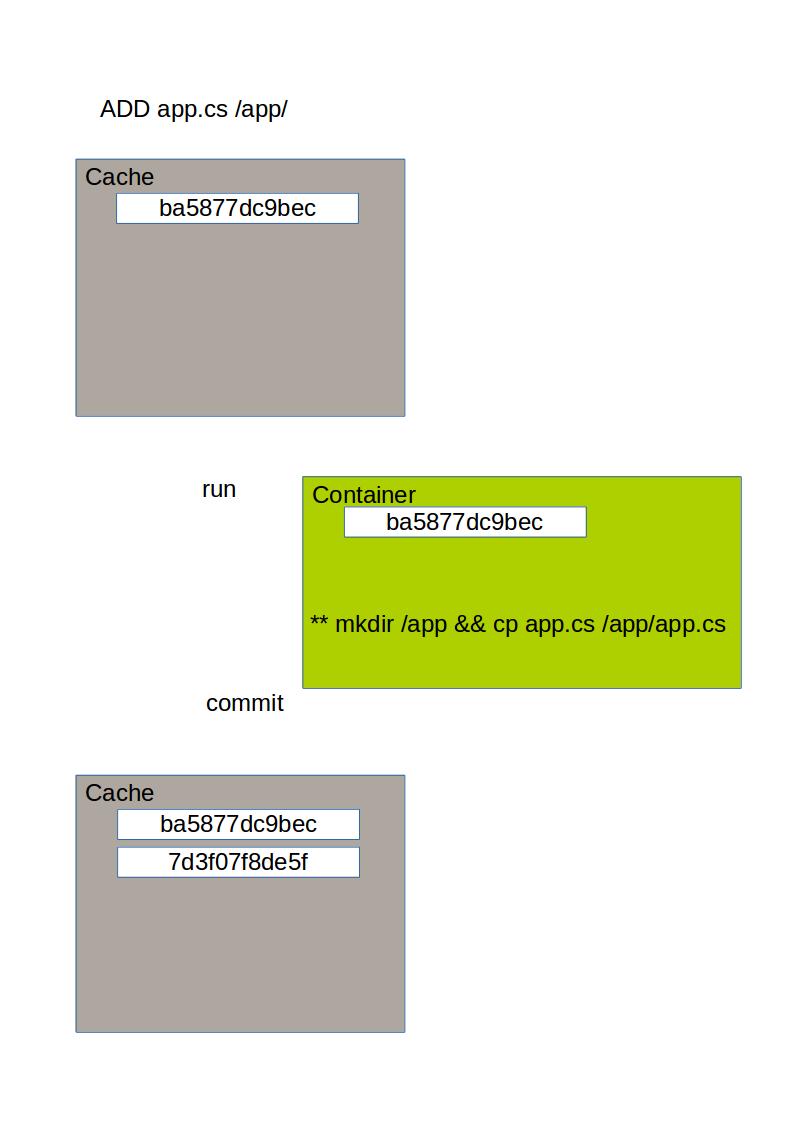 ADD app.cs /app/
Cache
ba5877dc9bec
run
Container
ba5877dc9bec
** mkdir /app && cp app.cs /app/app.cs
commit
Cache
ba5877dc9bec
7d3f07f8de5f